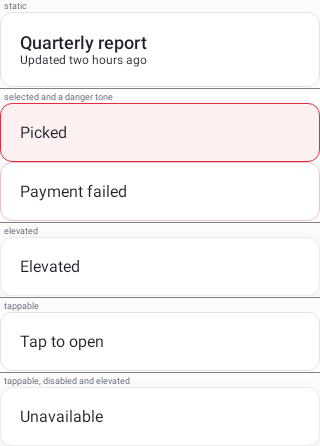 static
Quarterly report
Updated two hours ago
selected and a danger tone
Picked
Payment failed
elevated
Elevated
tappable
Tap to open
tappable, disabled and elevated
Unavailable